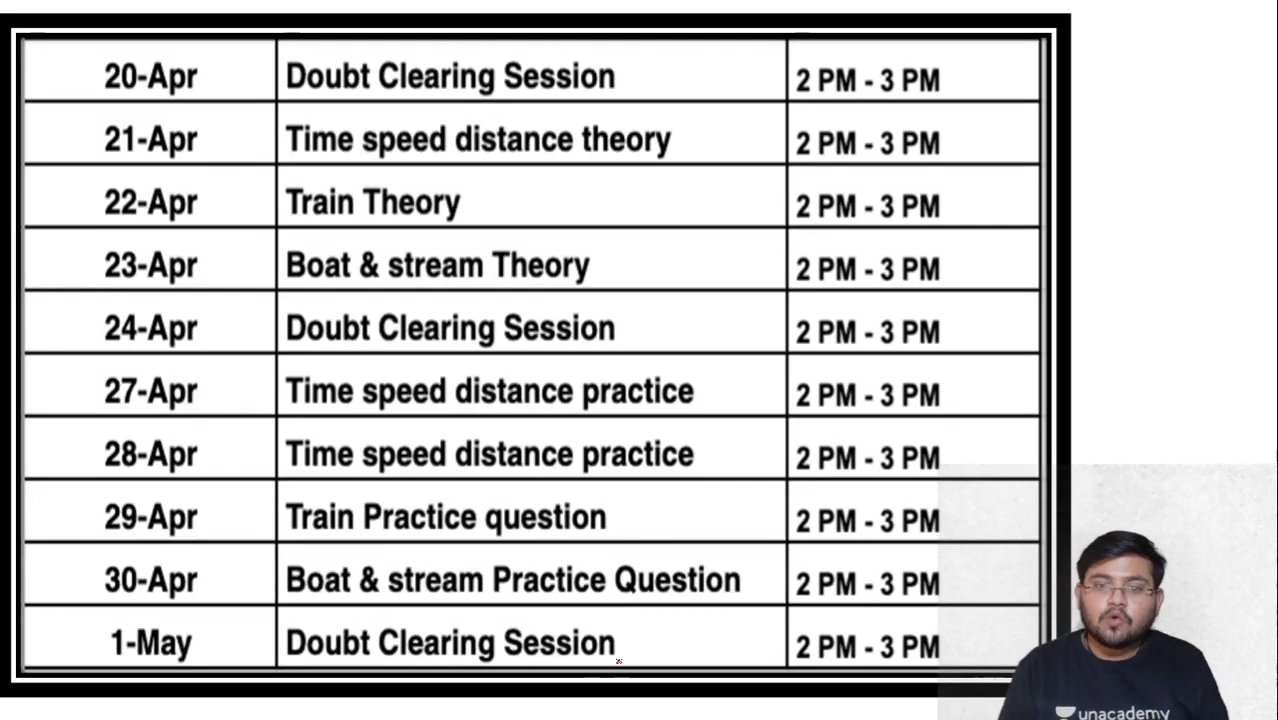 20-Apr Doubt Clearing Session 2 PM - 3 PM
21-Apr Time speed distance theory 2 PM - 3 PM
22-Apr Train Theory 2 PM - 3 PM
23-Apr Boat & stream Theory 2 PM - 3 PM
24-Apr Doubt Clearing Session 2 PM - 3 PM
27-Apr Time speed distance practice 2 PM - 3 PM
28-Apr Time speed distance practice 2 PM - 3 PM
29-Apr Train Practice question 2 PM - 3 PM
30-Apr Boat & stream Practice Question 2 PM - 3 PM
1-May Doubt Clearing Session 2 PM - 3 PM
unacademy